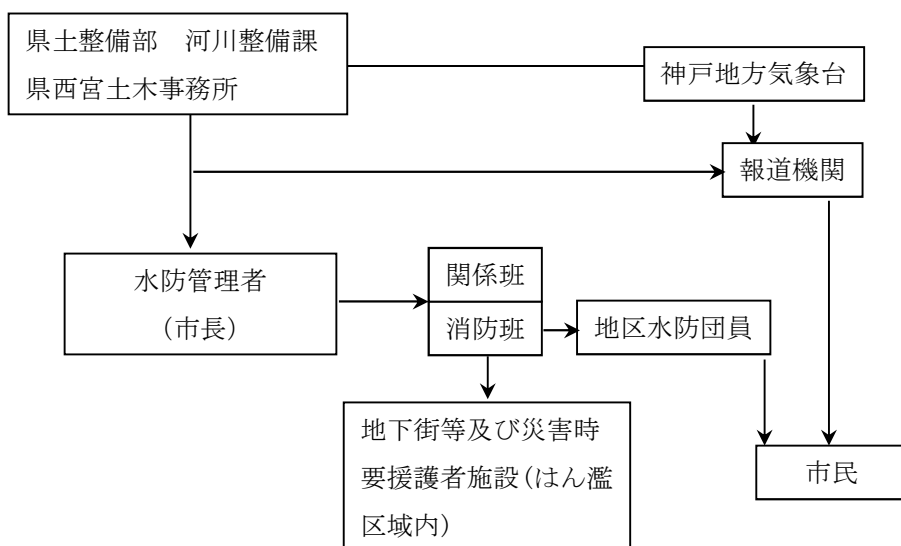 県土整備部　河川整備課
県西宮土木事務所
神戸地方気象台
報道機関
水防管理者
（市長）
関係班
消防班
地区水防団員
地下街等及び災害時
要援護者施設（はん濫
区域内）
市民